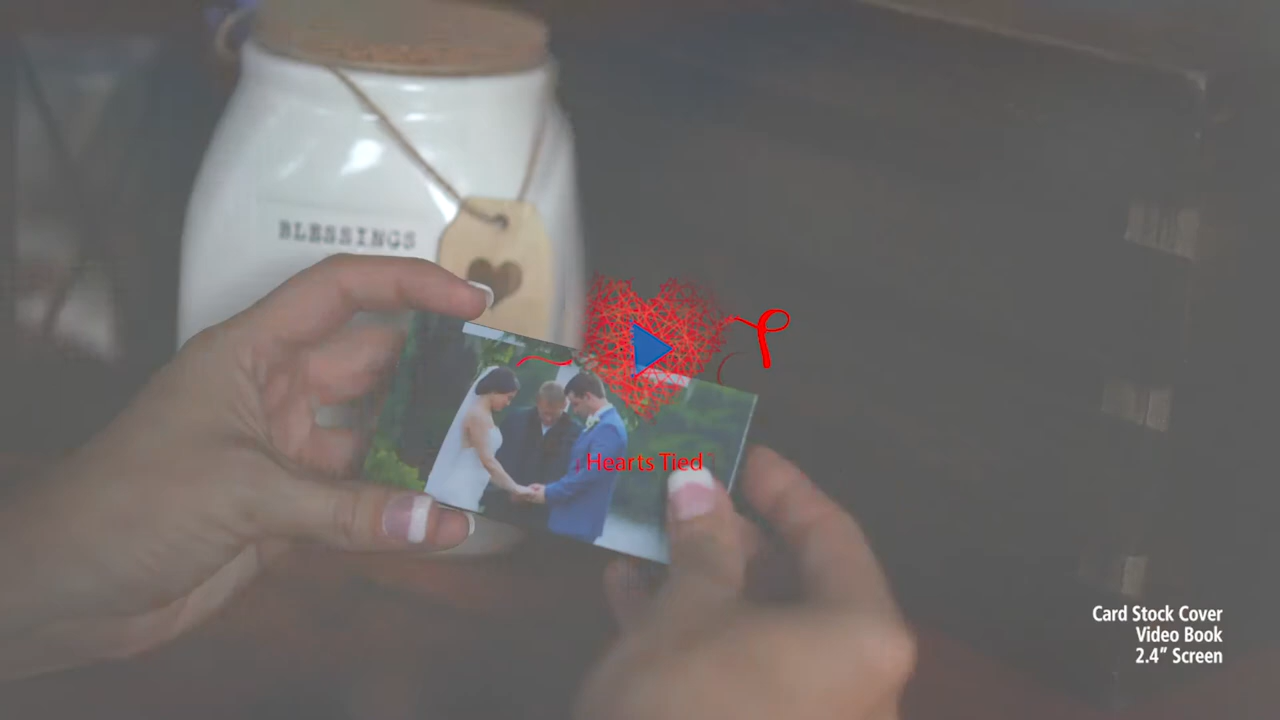 BLESSINGS
Hearts Tied
Card Stock Cover
Video Book
2.4" Screen